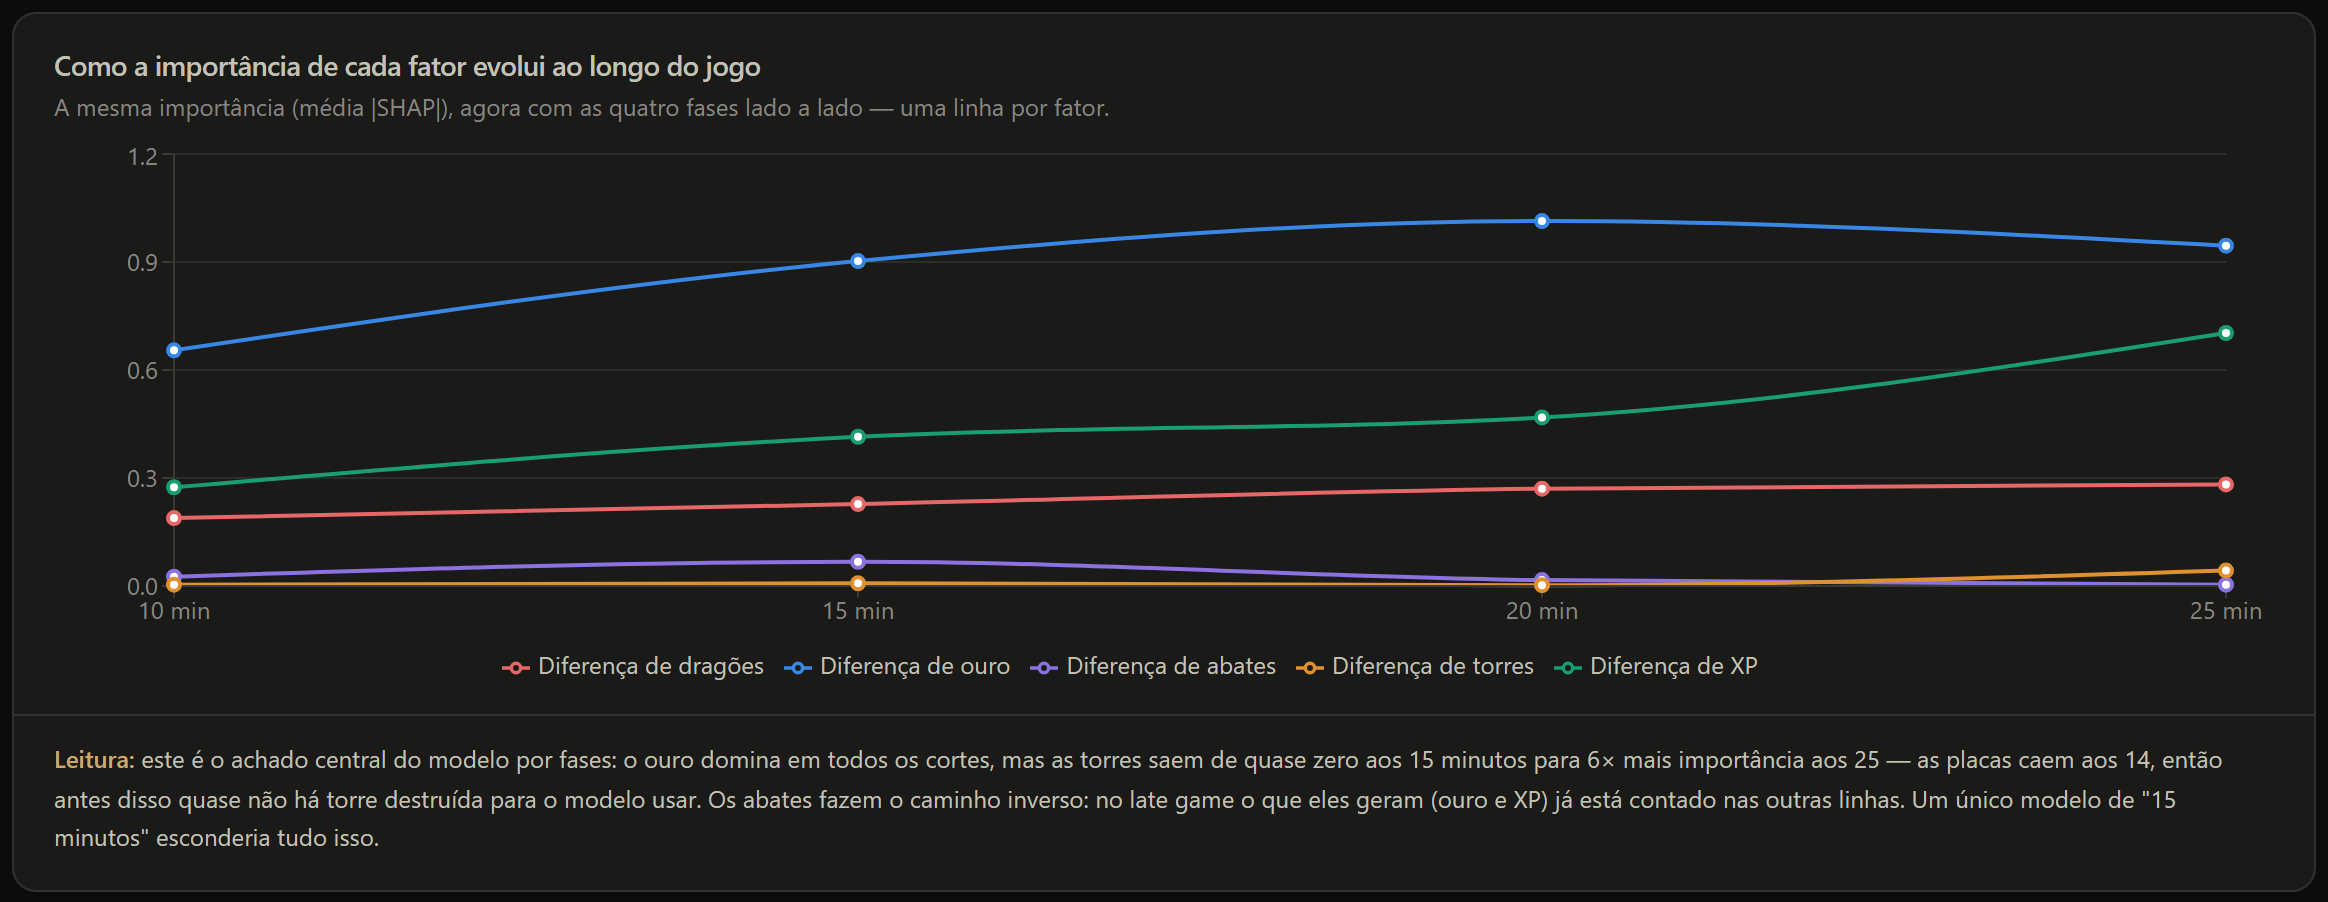 Como a importância de cada fator evolui ao longo do jogo
A mesma importância (média |SHAP|), agora com as quatro fases lado a lado — uma linha por fator.
1.2
0.9
0.6
0.3
0.0
10 min
15 min
20 min
25 min
Diferença de dragões
Diferença de ouro
Diferença de abates
Diferença de torres
Diferença de XP
Leitura: este é o achado central do modelo por fases: o ouro domina em todos os cortes, mas as torres saem de quase zero aos 15 minutos para 6× mais importância aos 25 — as placas caem aos 14, então
antes disso quase não há torre destruída para o modelo usar. Os abates fazem o caminho inverso: no late game o que eles geram (ouro e XP) já está contado nas outras linhas. Um único modelo de "15
minutos" esconderia tudo isso.